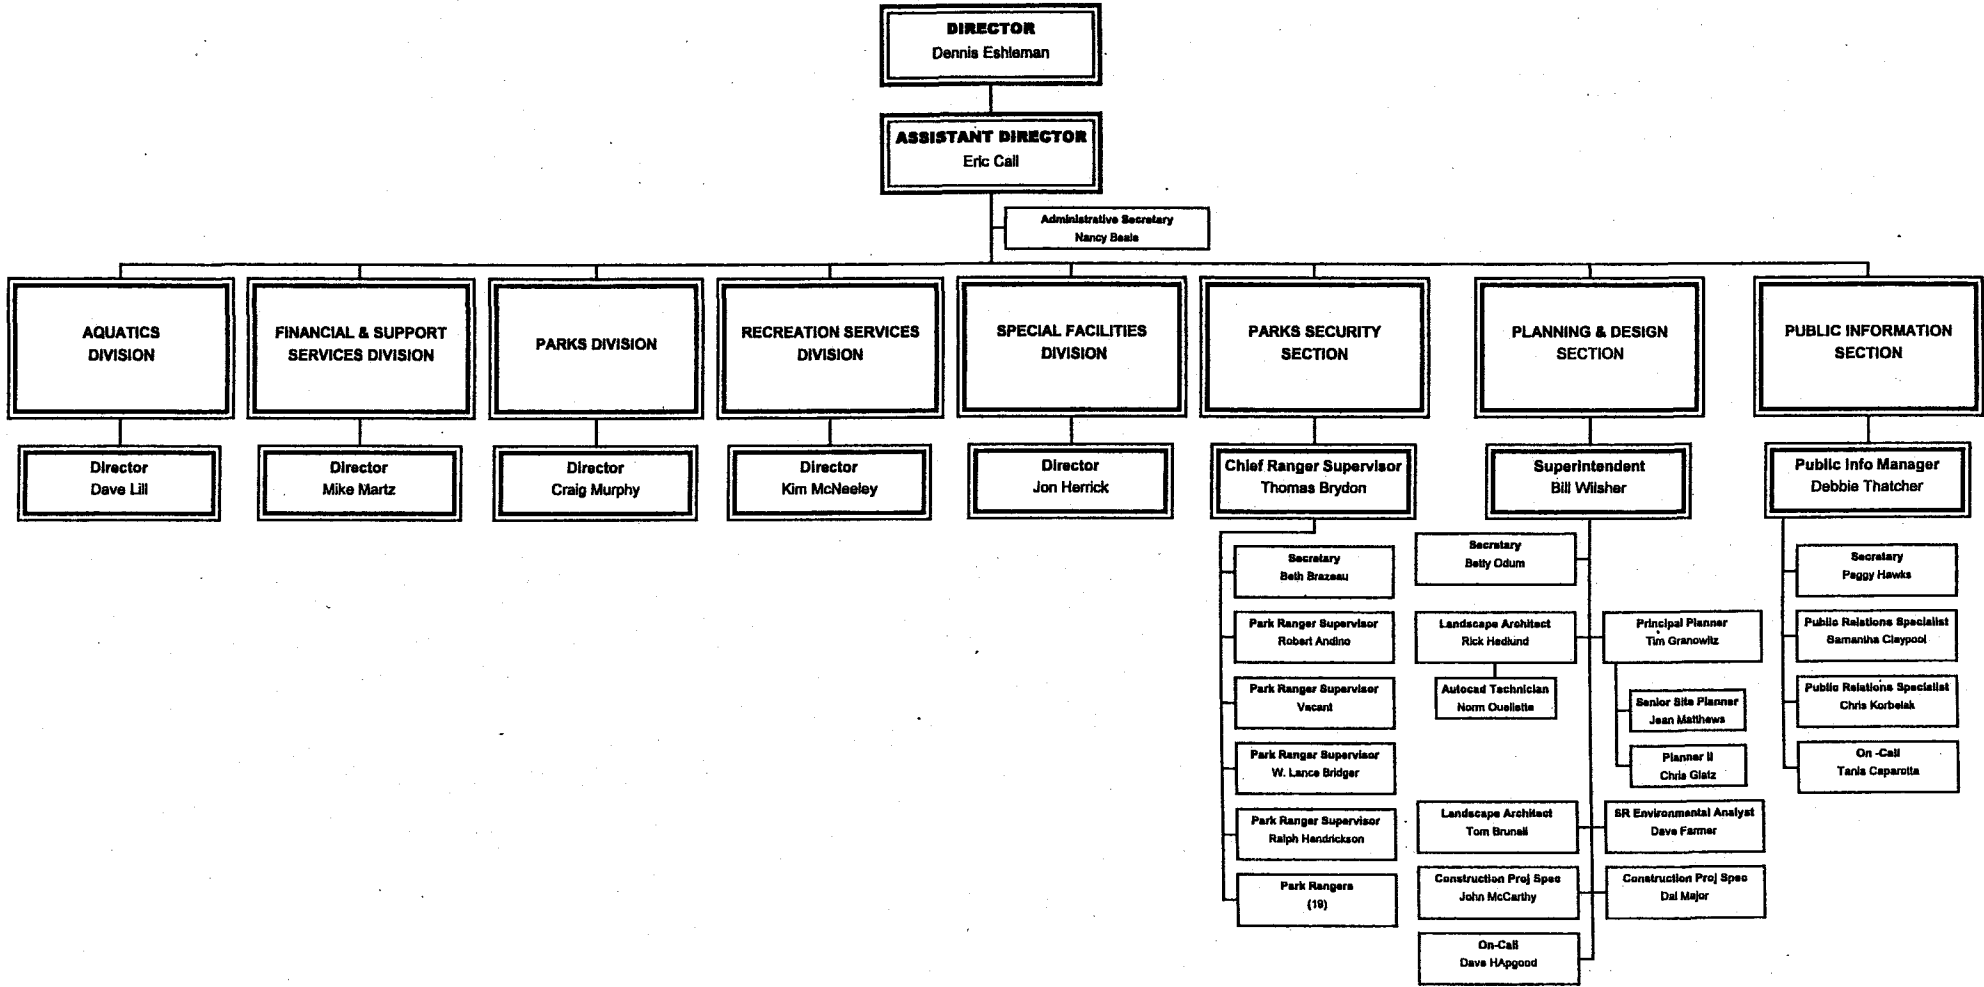 DIRECTOR
Dennis Eshleman
ASSISTANT DIRECTOR
Eric Call
Administrative Secretary
Nancy Beale
AQUATICS
DIVISION
FINANCIAL & SUPPORT
SERVICES DIVISION
PARKS DIVISION
RECREATION SERVICES
DIVISION
SPECIAL FACILITIES
DIVISION
PARKS SECURITY
SECTION
PLANNING & DESIGN
SECTION
PUBLIC INFORMATION
SECTION
Director
Dave Lill
Director
Mike Martz
Director
Craig Murphy
Director
Kim McNeeley
Director
Jon Herrick
Chief Ranger Supervisor
Thomas Brydon
Superintendent
Bill Wilsher
Public Info Manager
Debbie Thatcher
Secretary
Beth Brazeau
Park Ranger Supervisor
Robert Andino
Park Ranger Supervisor
Vacant
Park Ranger Supervisor
W. Lance Bridger
Park Ranger Supervisor
Ralph Hendrickson
Park Rangers
(19)
Secretary
Betty Odum
Landscape Architect
Rick Hedlund
Autocad Technician
Norm Ouellette
Principal Planner
Tim Granowitz
Senior Site Planner
Jean Matthews
Planner II
Chris Glatz
Landscape Architect
Tom Brunell
SR Environmental Analyst
Dave Farmer
Construction Proj Spec
John McCarthy
Construction Proj Spec
Dal Major
On-Call
Dave HApgood
Secretary
Peggy Hawks
Public Relations Specialist
Samantha Claypool
Public Relations Specialist
Chris Korbelak
On -Call
Tania Caparotta